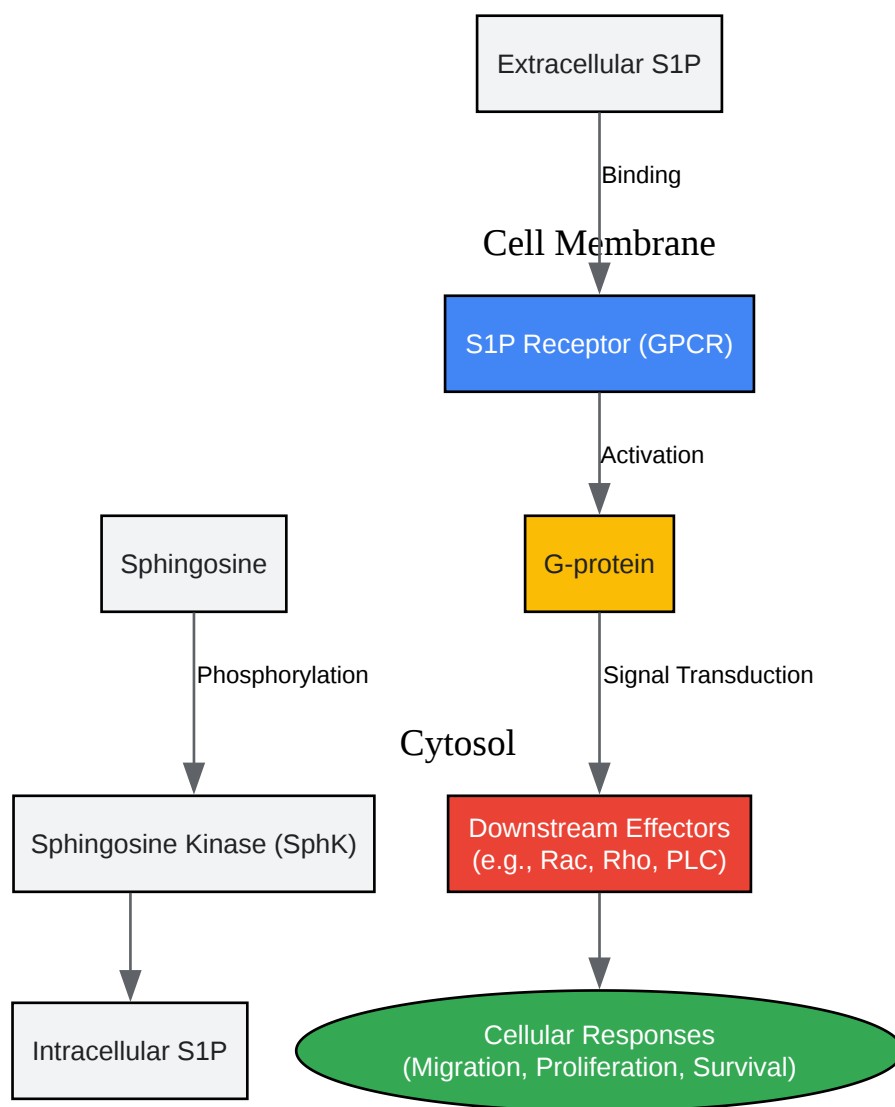 Extracellular S1P
Binding
Cell Membrane
S1P Receptor (GPCR)
Activation
Sphingosine
G-protein
Phosphorylation
Signal Transduction
Cytosol
Sphingosine Kinase (SphK)
Downstream Effectors
(e.g., Rac, Rho, PLC)
Intracellular S1P
Cellular Responses
(Migration, Proliferation, Survival)